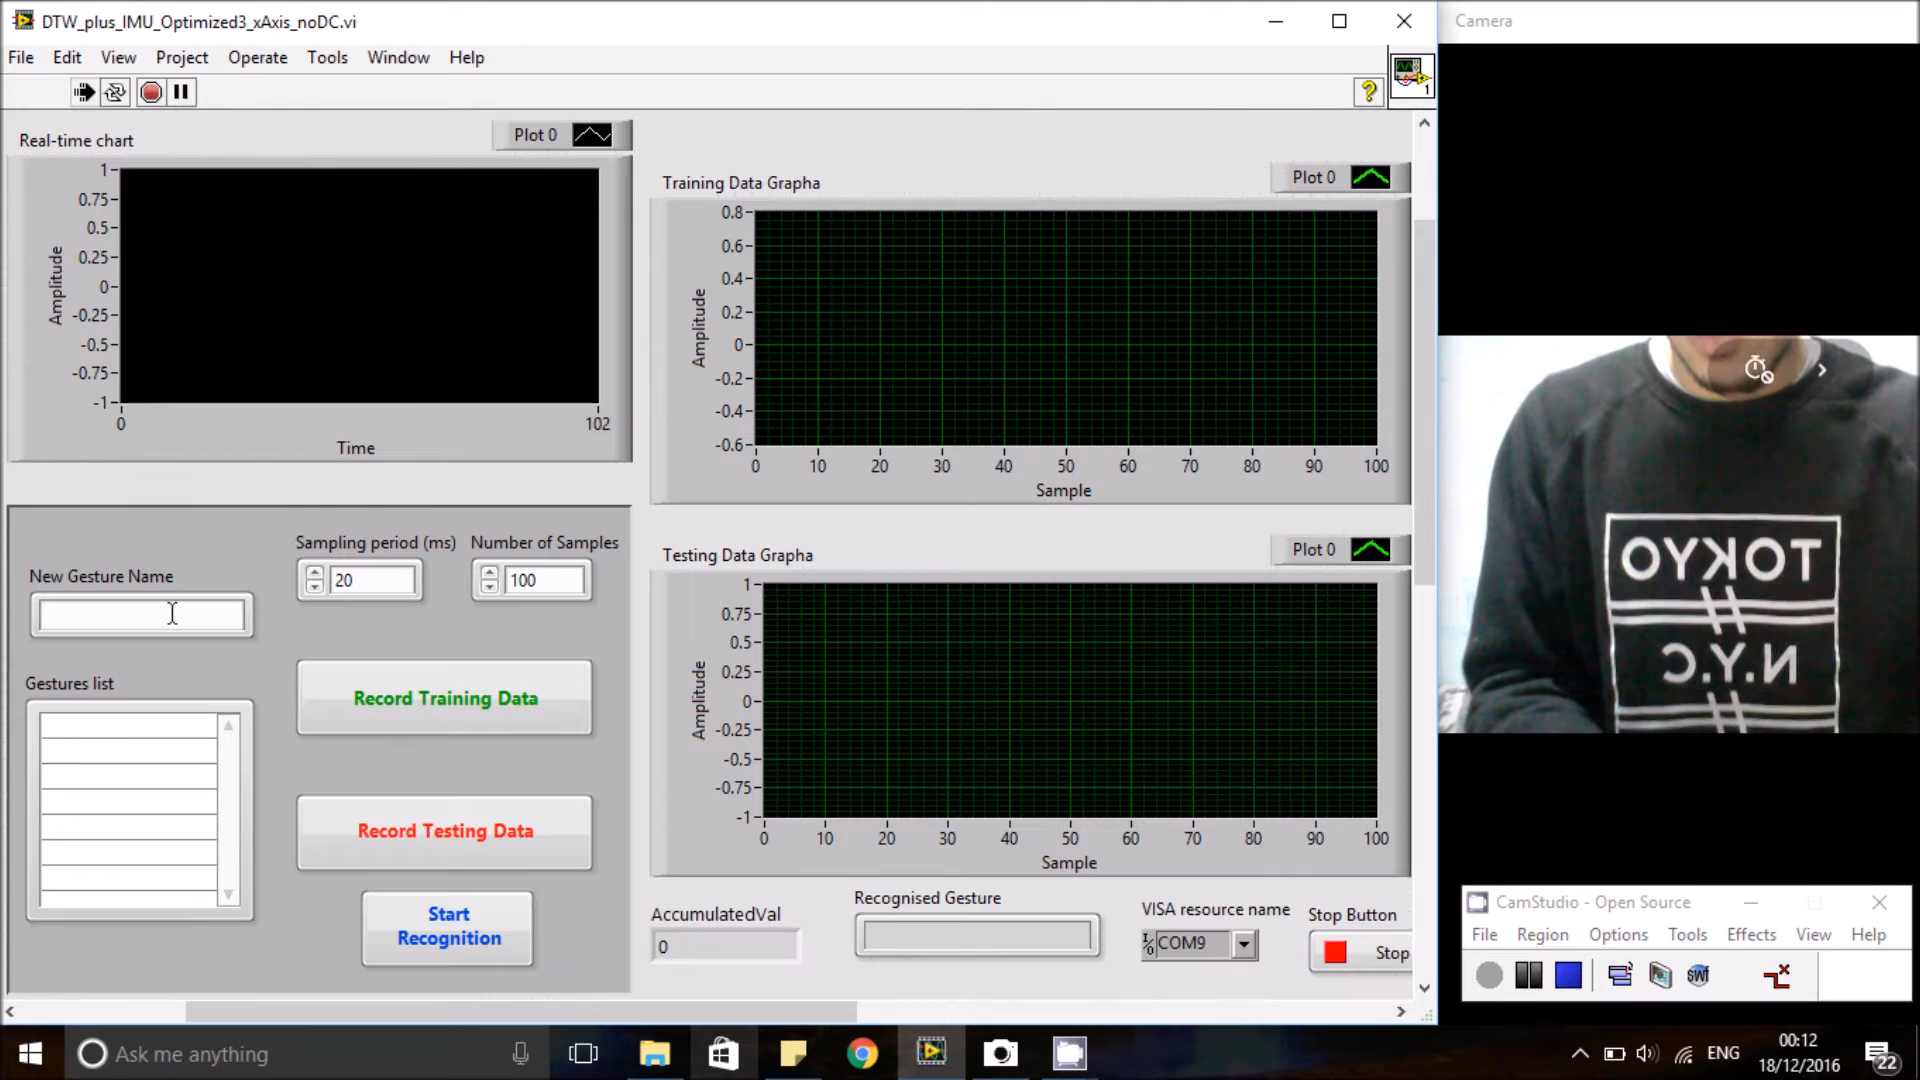 DTW_plus_IMU_Optimized3_xAxis_noDC.vi
Camera
File Edit View Project Operate Tools Window Help
1
Real-time chart
Plot 0
1
0.75
0.5
0.25
0
-0.25
-0.5
-0.75
-1
Amplitude
0 102
Time
Training Data Grapha
Plot 0
0.8
0.6
0.4
0.2
0
-0.2
-0.4
-0.6
Amplitude
0 10 20 30 40 50 60 70 80 90 100
Sample
New Gesture Name
Sampling period (ms)
20
Number of Samples
100
Gestures list
Record Training Data
Record Testing Data
Start
Recognition
Testing Data Grapha
Plot 0
1
0.75
0.5
0.25
0
-0.25
-0.5
-0.75
-1
Amplitude
0 10 20 30 40 50 60 70 80 90 100
Sample
AccumulatedVal
0
Recognised Gesture
VISA resource name
I/O COM9
Stop Button
Stop
TOKYO
N.Y.C
CamStudio - Open Source
File Region Options Tools Effects View Help
swf
Ask me anything
ENG
00:12
18/12/2016
22